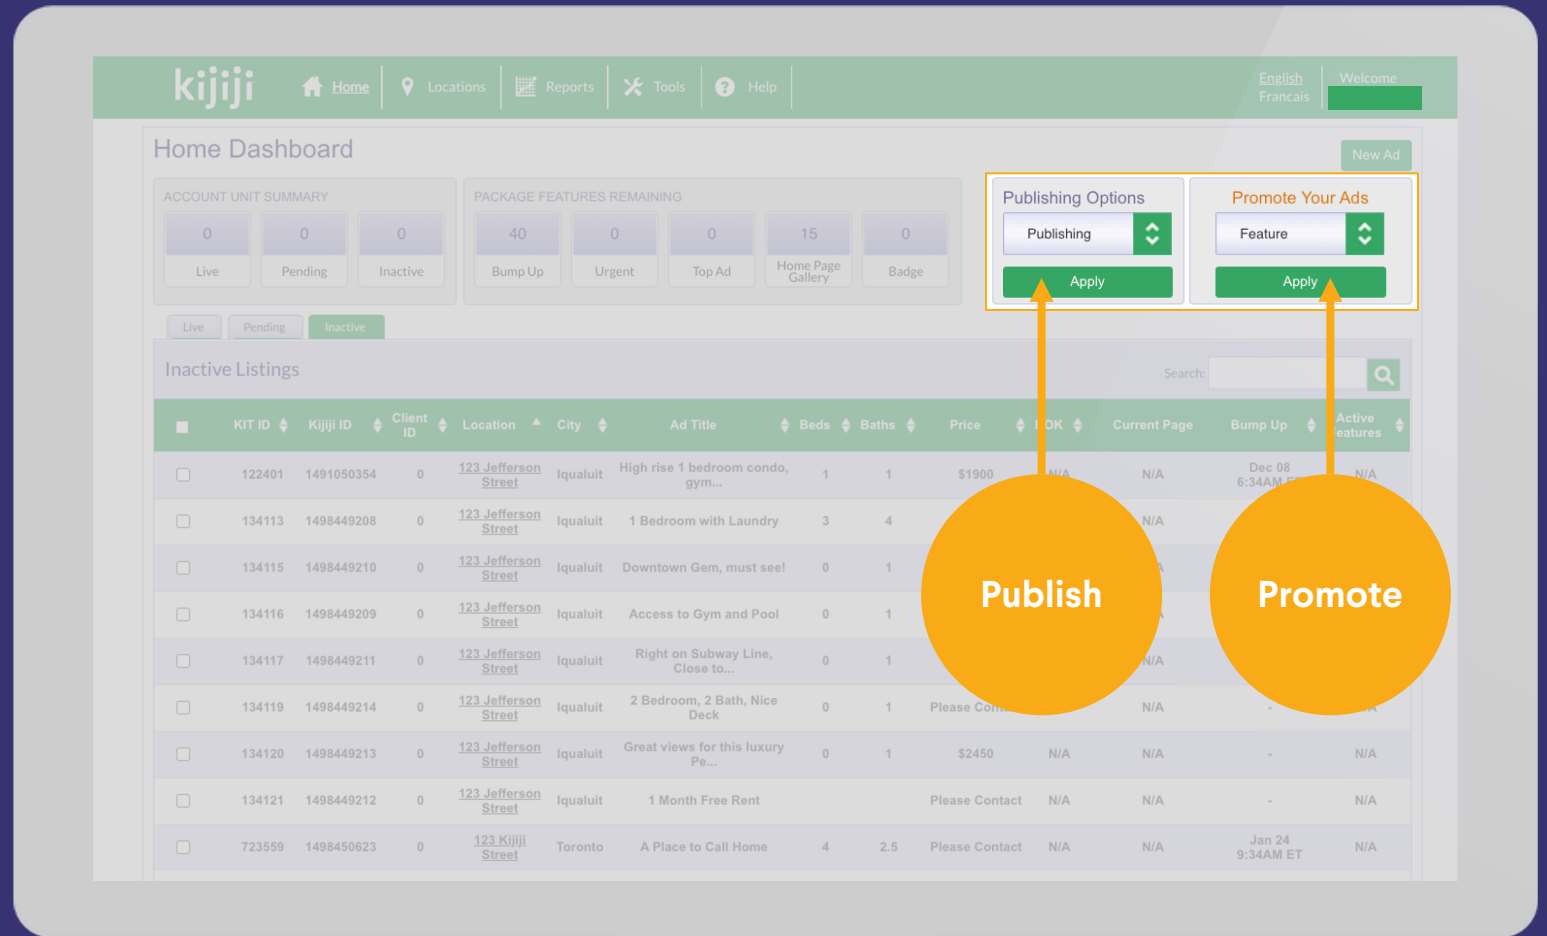 kijiji
Home
Locations
Reports
Tools
Help
English
Francais
Welcome
Home Dashboard
New Ad
ACCOUNT UNIT SUMMARY
0 0 0
Live Pending Inactive
PACKAGE FEATURES REMAINING
40 0 0 15 0
Bump Up Urgent Top Ad Home Page Gallery Badge
Publishing Options
Publishing
Apply
Promote Your Ads
Feature
Apply
Live Pending Inactive
Inactive Listings
Search:
KIT ID Kijiji ID Client ID Location City Ad Title Beds Baths Price Current Page Bump Up Active
122401 1491050354 0 123 Jefferson Street Iqualuit High rise 1 bedroom condo, gym... 1 1 $1900 N/A N/A Dec 08 6:34AM N/A
134113 1498449208 0 123 Jefferson Street Iqualuit 1 Bedroom with Laundry 3 4 N/A
134115 1498449210 0 123 Jefferson Street Iqualuit Downtown Gem, must see! 0 1
134116 1498449209 0 123 Jefferson Street Iqualuit Access to Gym and Pool 0 1
134117 1498449211 0 123 Jefferson Street Iqualuit Right on Subway Line, Close to... 0 1 N/A
134119 1498449214 0 123 Jefferson Street Iqualuit 2 Bedroom, 2 Bath, Nice Deck 0 1 Please N/A -
134120 1498449213 0 123 Jefferson Street Iqualuit Great views for this luxury Pe... 0 1 $2450 N/A N/A - N/A
134121 1498449212 0 123 Jefferson Street Iqualuit 1 Month Free Rent Please Contact N/A N/A - N/A
723559 1498450623 0 123 Kijiji Street Toronto A Place to Call Home 4 2.5 Please Contact N/A N/A Jan 24 9:34AM ET N/A
Publish
Promote